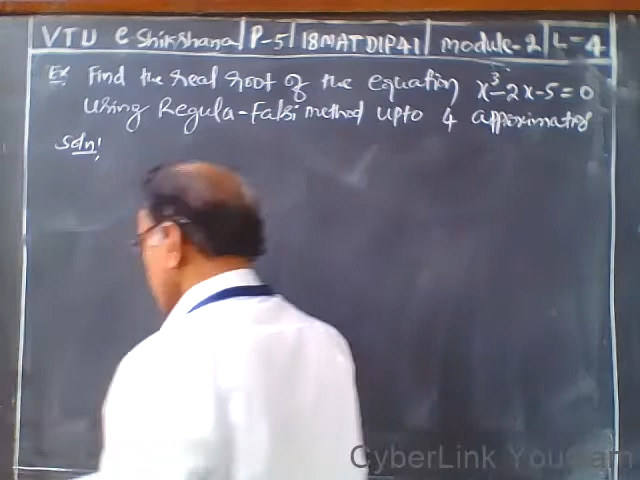 VTU e Shikshana | P-5 | 18MATDIP41 | module-2 | L-4
Ex: Find the real root of the equation x³-2x-5=0
using Regula-Falsi method upto 4
Soln:
CyberLink YouCam